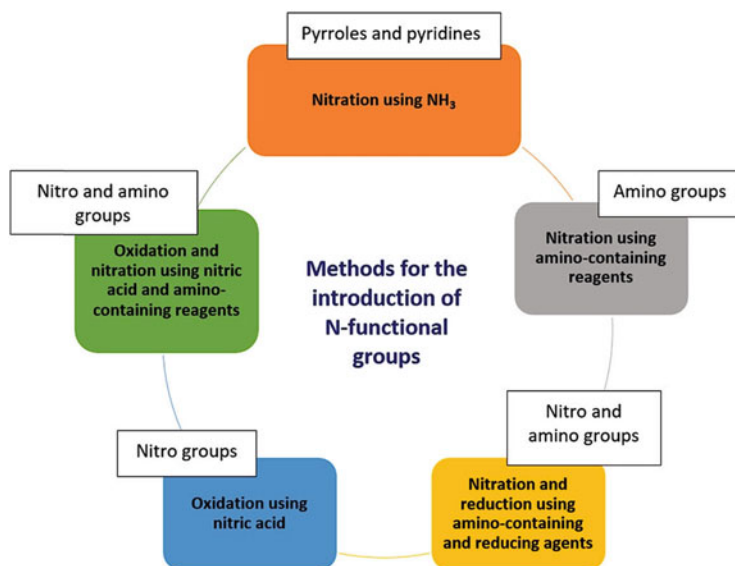 Pyrroles and pyridines
Nitration using NH₃
Amino groups
Nitration using
amino-containing
reagents
Nitro and
amino groups
Nitration and
reduction using
amino-containing
and reducing agents
Nitro groups
Oxidation using
nitric acid
Nitro and amino
groups
Oxidation and
nitration using nitric
acid and amino-
containing reagents
Methods for the
introduction of
N-functional
groups